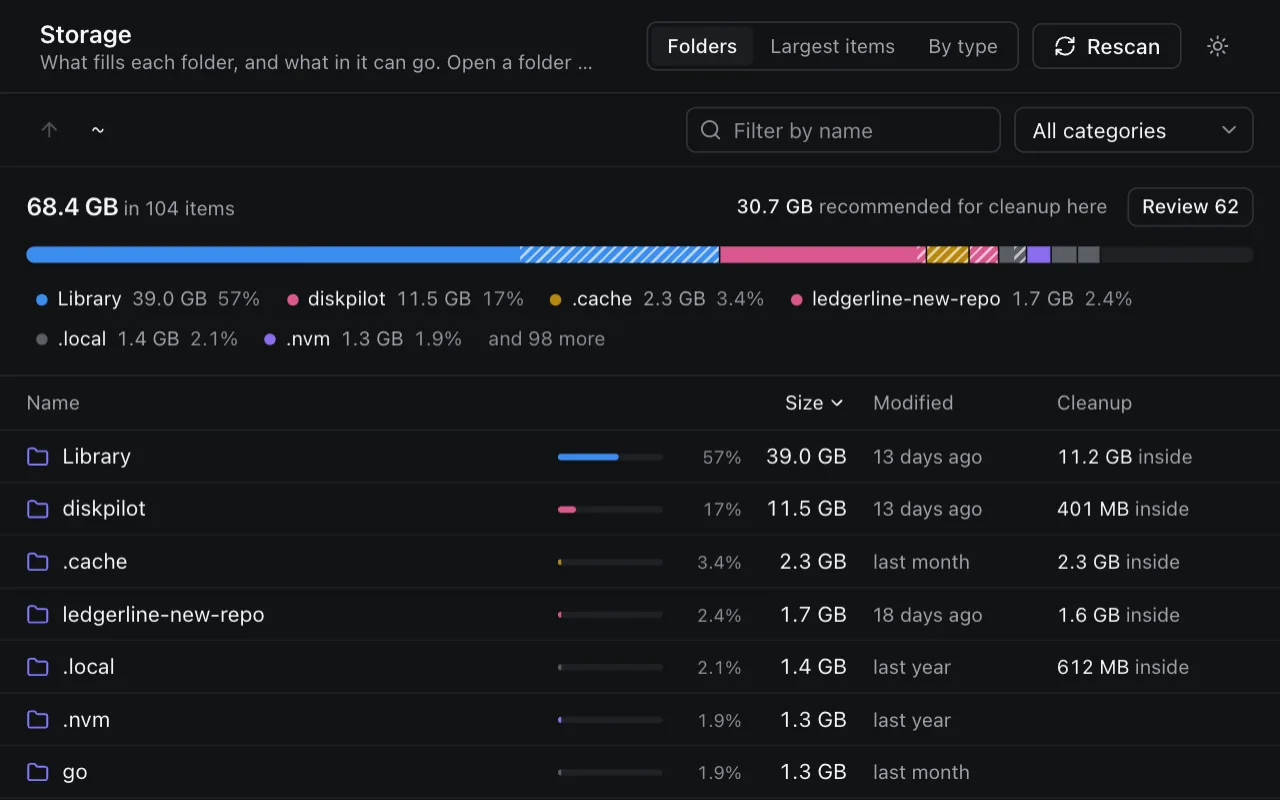 Storage
What fills each folder, and what in it can go. Open a folder ...
Folders Largest items By type
Rescan
~
Filter by name
All categories
68.4 GB in 104 items
30.7 GB recommended for cleanup here
Review 62
Library 39.0 GB 57% diskpilot 11.5 GB 17% .cache 2.3 GB 3.4% ledgerline-new-repo 1.7 GB 2.4%
.local 1.4 GB 2.1% .nvm 1.3 GB 1.9% and 98 more
Name Size Modified Cleanup
Library 57% 39.0 GB 13 days ago 11.2 GB inside
diskpilot 17% 11.5 GB 13 days ago 401 MB inside
.cache 3.4% 2.3 GB last month 2.3 GB inside
ledgerline-new-repo 2.4% 1.7 GB 18 days ago 1.6 GB inside
.local 2.1% 1.4 GB last year 612 MB inside
.nvm 1.9% 1.3 GB last year
go 1.9% 1.3 GB last month